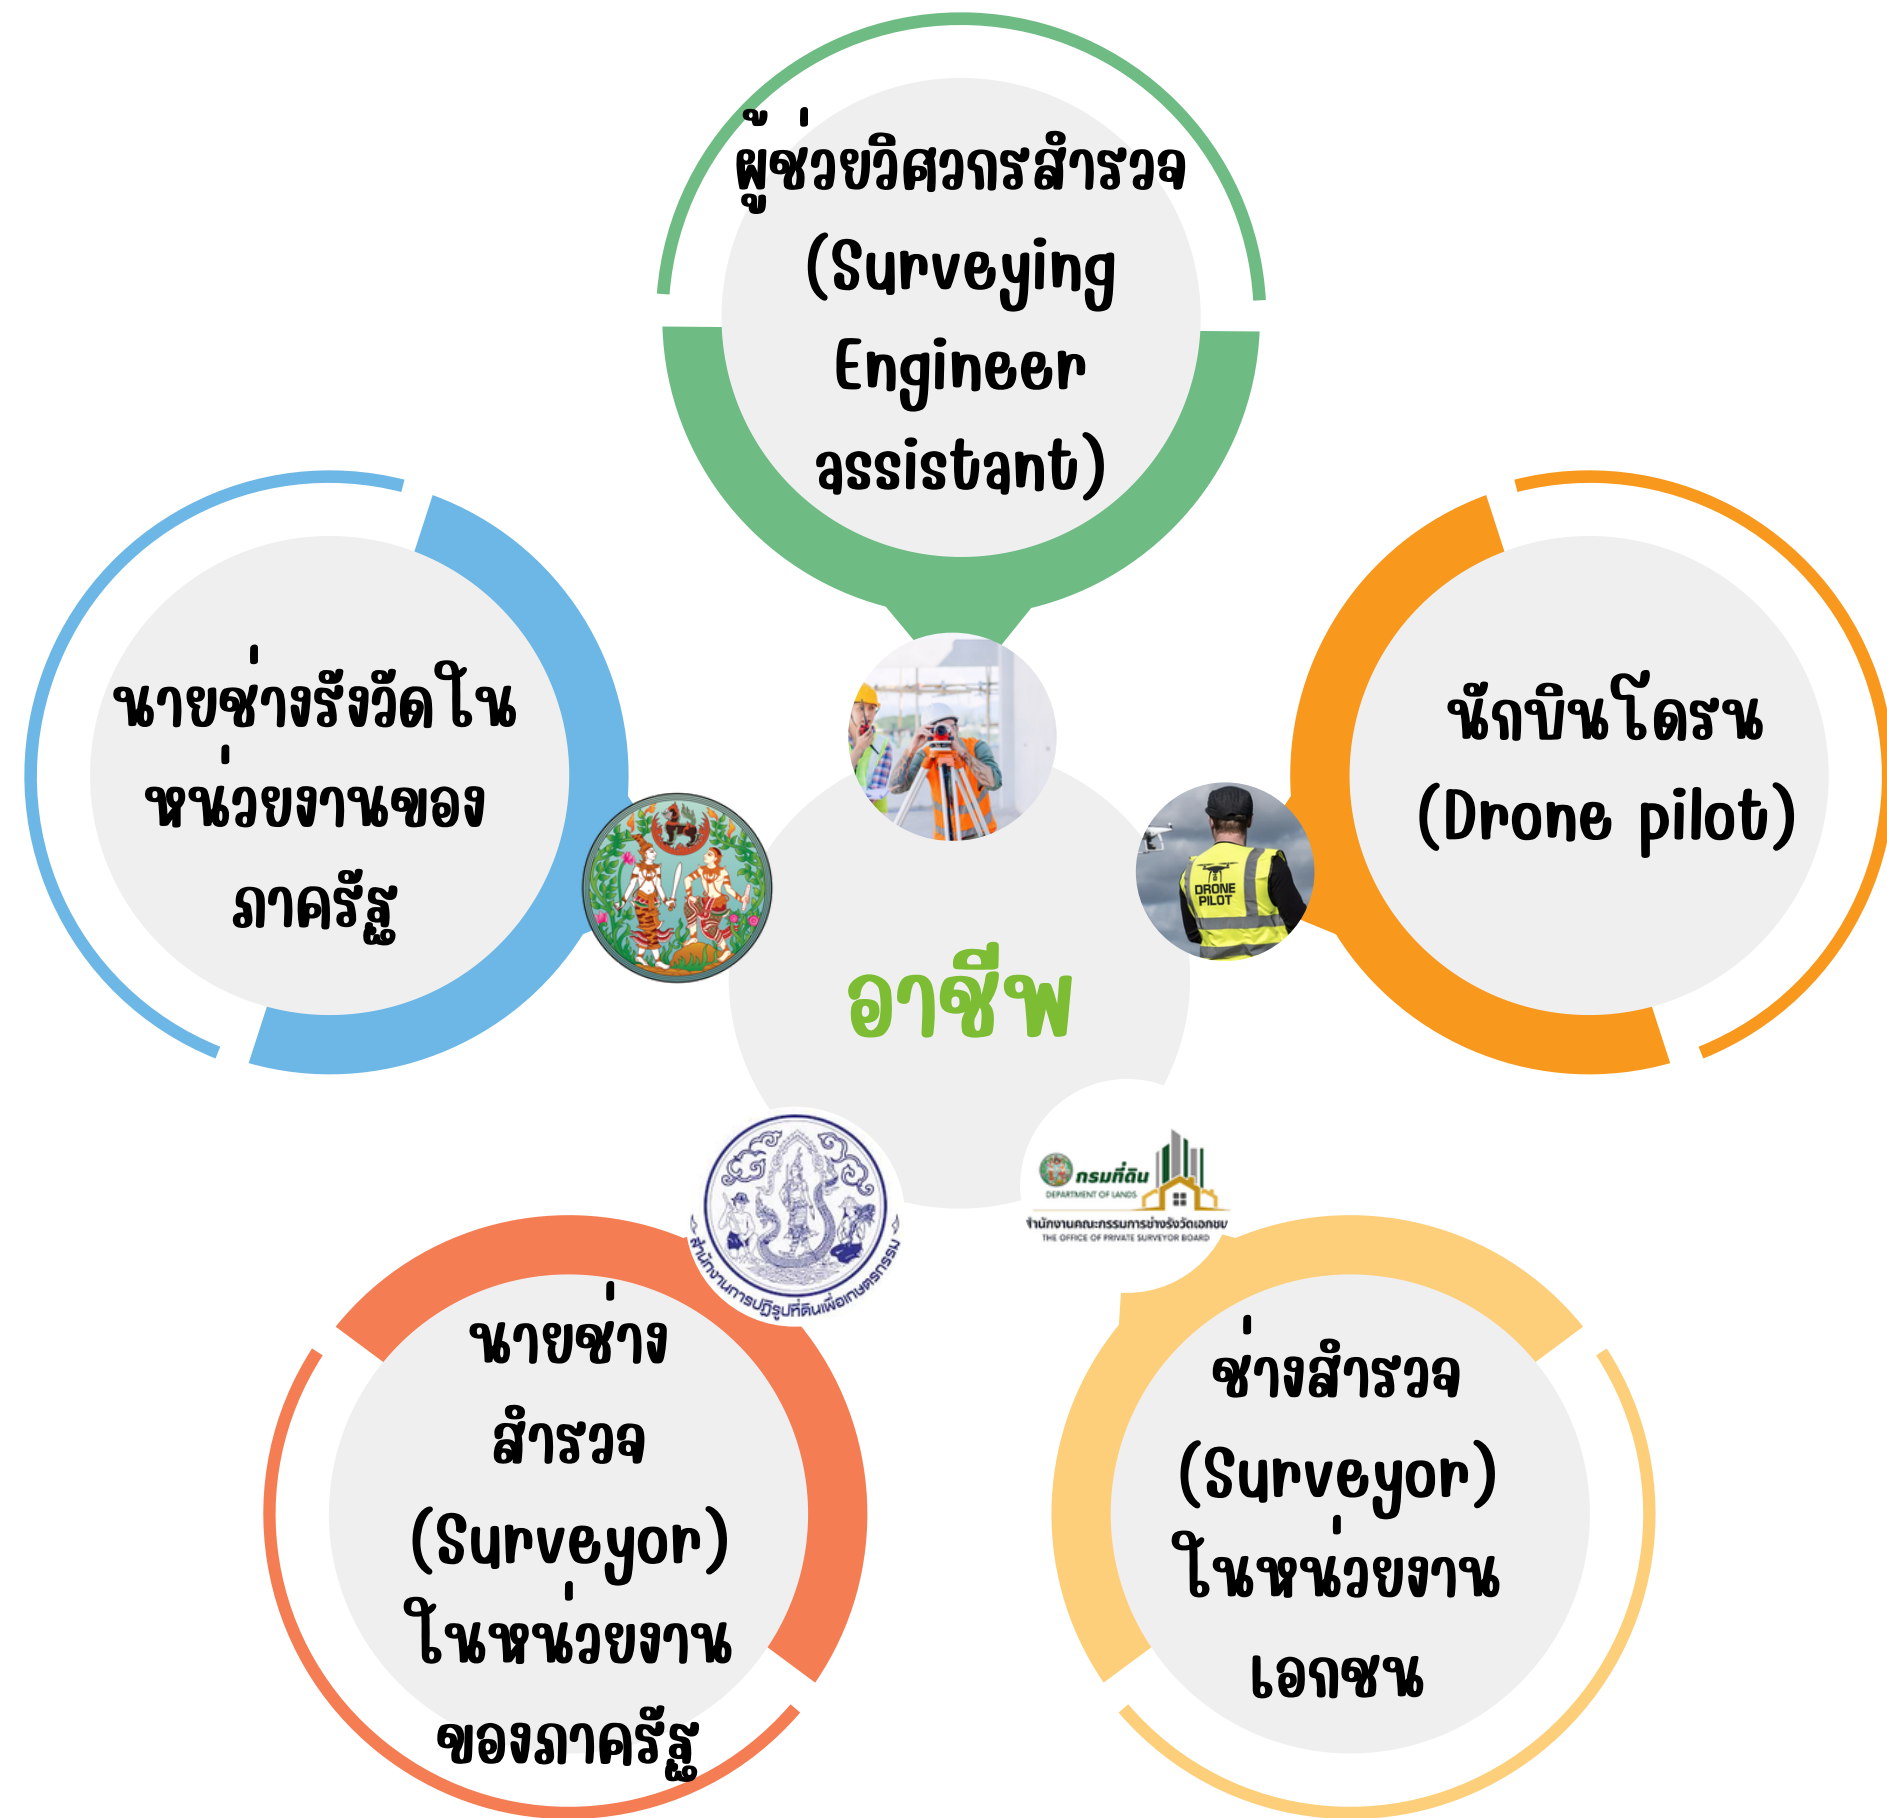 ผู้ช่วยวิศวกรสำรวจ
(Surveying
Engineer
assistant)
นายช่างรังวัดใน
หน่วยงานของ
ภาครัฐ
นักบินโดรน
(Drone pilot)
DRONE
PILOT
อาชีพ
สำนักงานการปฏิรูปที่ดินเพื่อเกษตรกรรม
กรมที่ดิน
DEPARTMENT OF LANDS
สำนักงานคณะกรรมการช่างรังวัดเอกชน
THE OFFICE OF PRIVATE SURVEYOR BOARD
นายช่าง
สำรวจ
(Surveyor)
ในหน่วยงาน
ของภาครัฐ
ช่างสำรวจ
(Surveyor)
ในหน่วยงาน
เอกชน